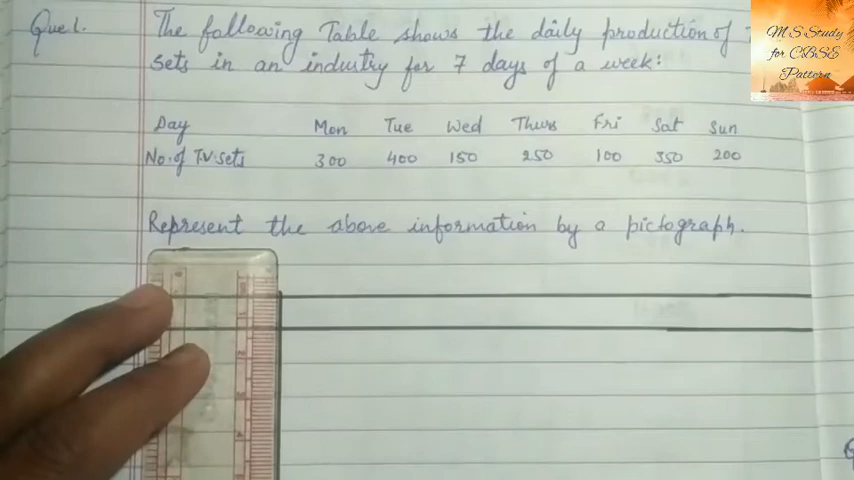 Que 1. The following Table shows the daily production of
sets in an industry for 7 days of a week:
Day Mon Tue Wed Thurs Fri Sat Sun
No. of T.V. sets 300 400 150 250 100 350 200
Represent the above information by a pictograph.
M S Study
for CBSE
Pattern